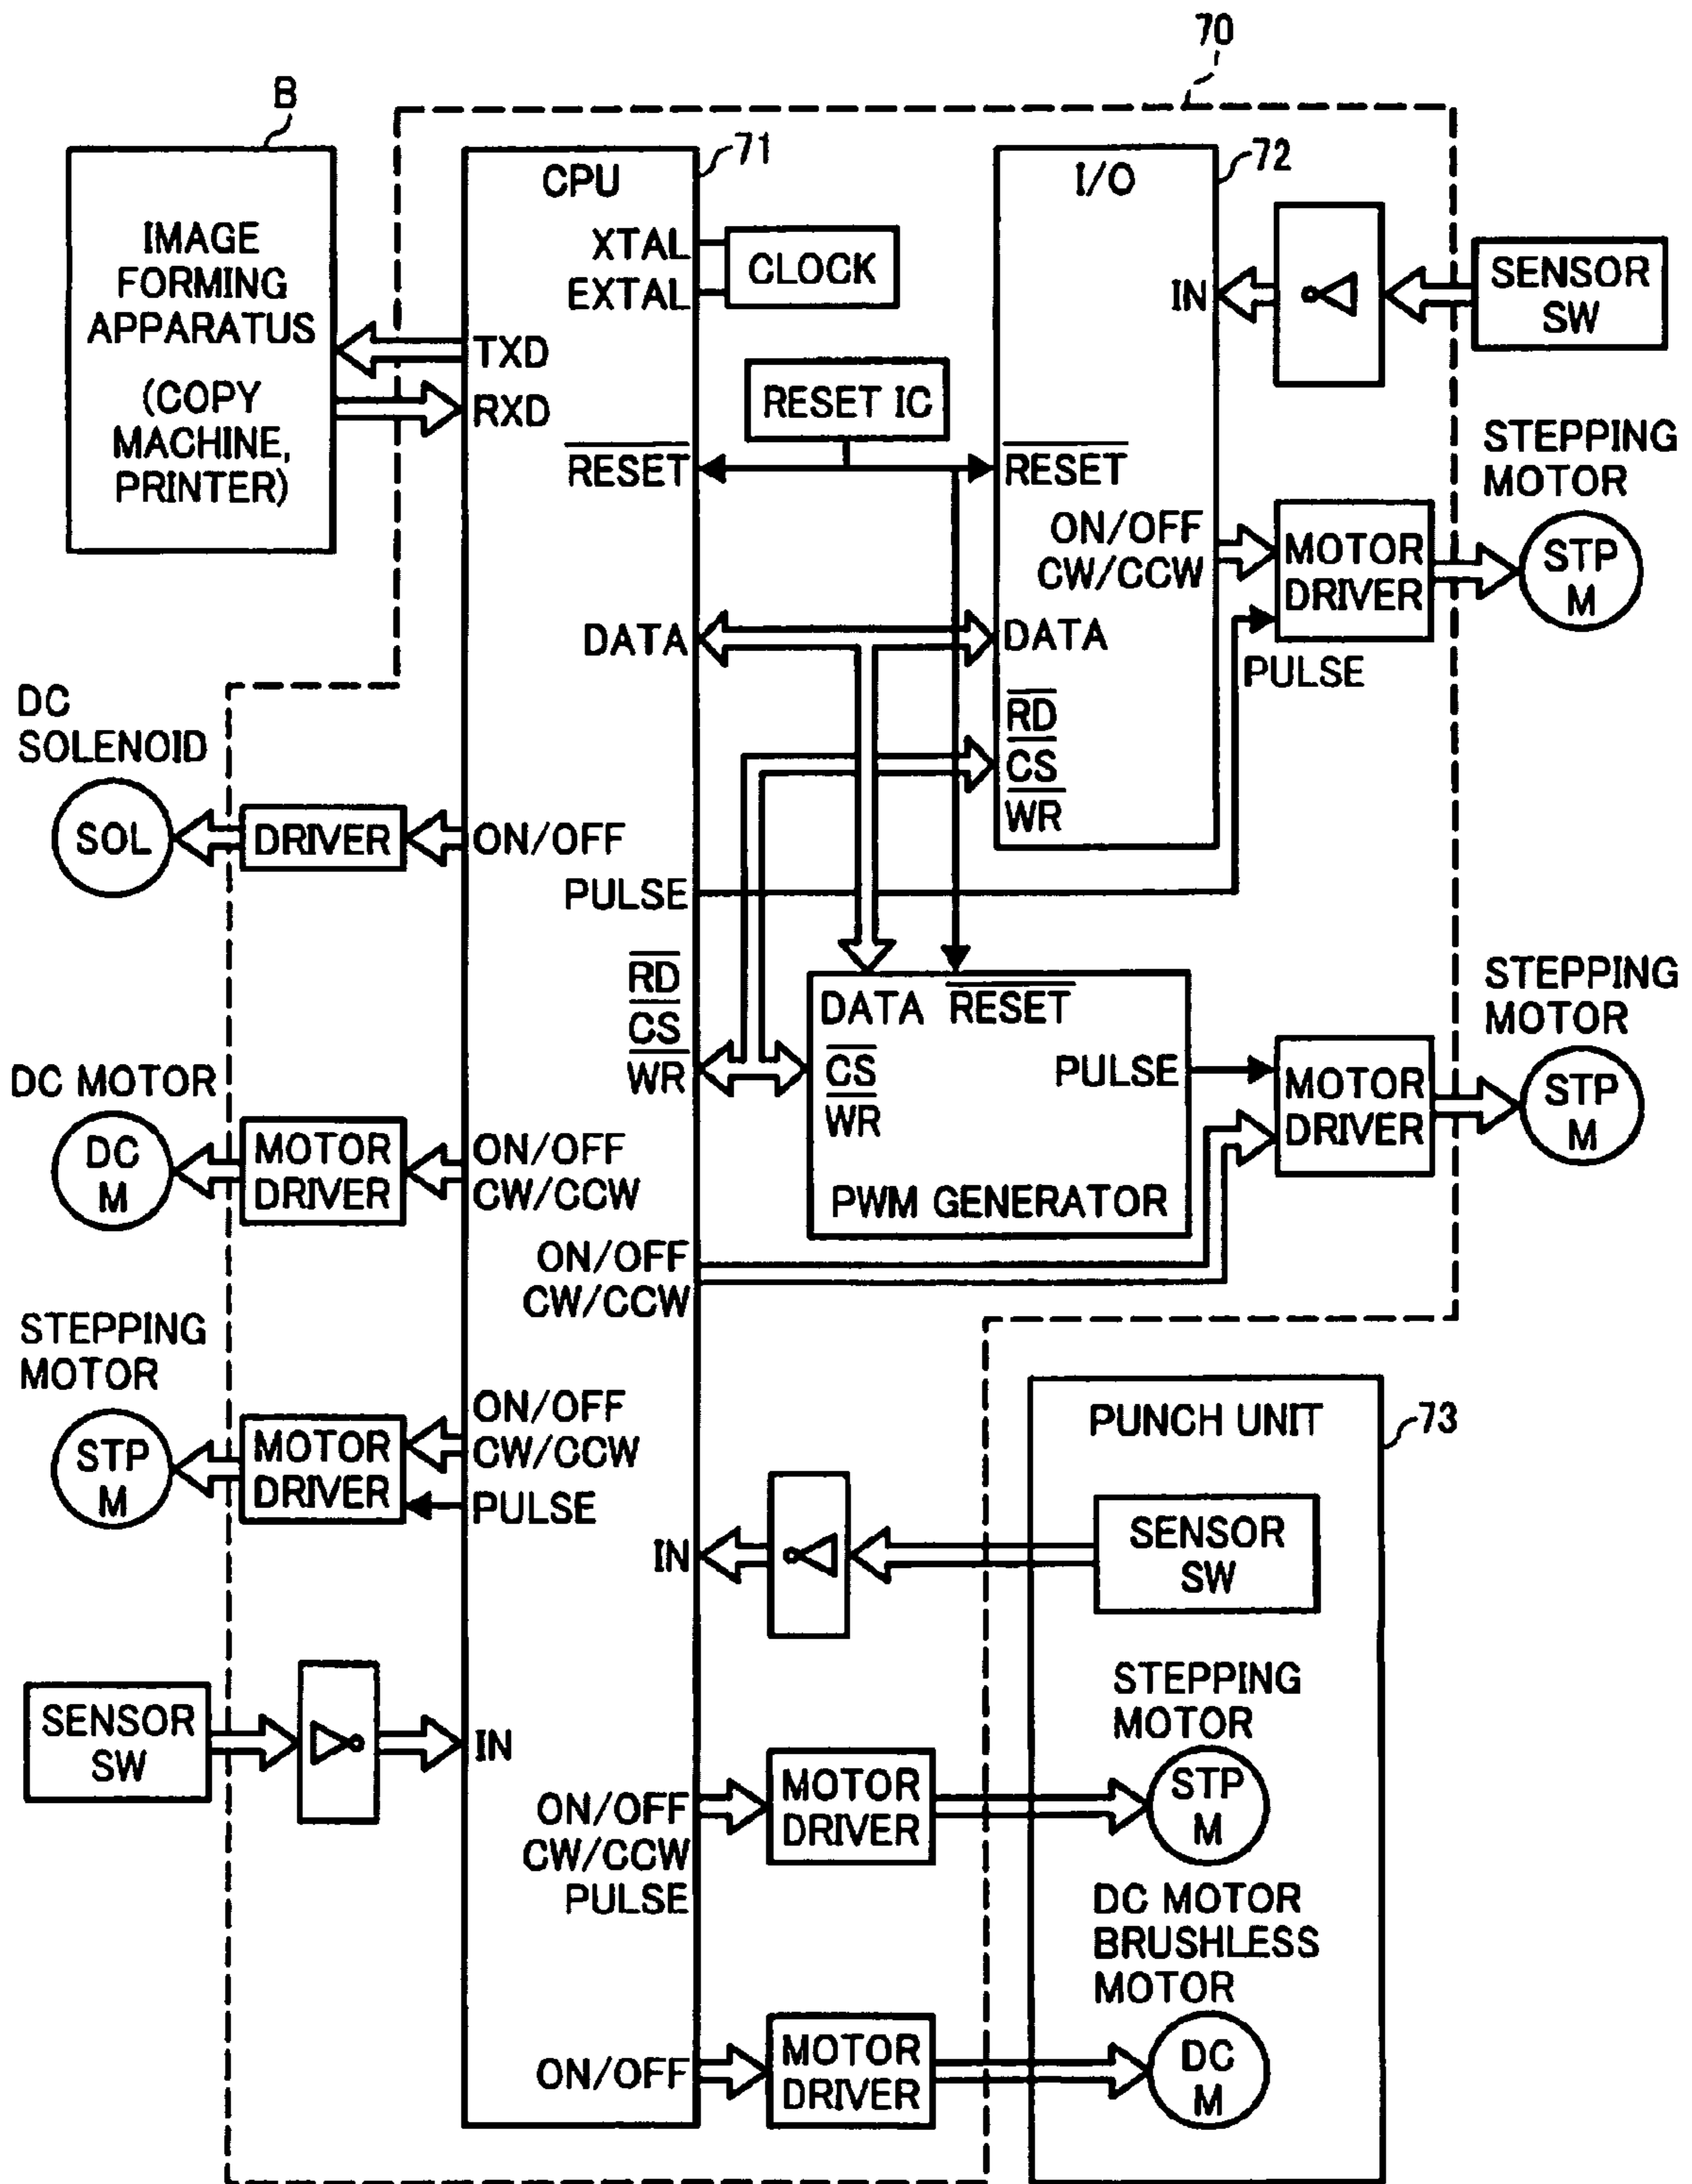 70
B
IMAGE
FORMING
APPARATUS
(COPY
MACHINE,
PRINTER)
71
CPU
XTAL
EXTAL
CLOCK
TXD
RXD
RESET IC
RESET
DATA
72
I/O
IN
SENSOR
SW
RESET
ON/OFF
CW/CCW
DATA
RD
CS
WR
MOTOR
DRIVER
PULSE
STEPPING
MOTOR
STP
M
DC
SOLENOID
SOL
DRIVER
ON/OFF
PULSE
RD
CS
WR
DATA RESET
CS
WR
PULSE
PWM GENERATOR
MOTOR
DRIVER
STEPPING
MOTOR
STP
M
DC MOTOR
DC
M
MOTOR
DRIVER
ON/OFF
CW/CCW
ON/OFF
CW/CCW
STEPPING
MOTOR
STP
M
MOTOR
DRIVER
ON/OFF
CW/CCW
PULSE
PUNCH UNIT
73
IN
SENSOR
SW
SENSOR
SW
IN
STEPPING
MOTOR
STP
M
ON/OFF
CW/CCW
PULSE
MOTOR
DRIVER
DC MOTOR
BRUSHLESS
MOTOR
DC
M
ON/OFF
MOTOR
DRIVER